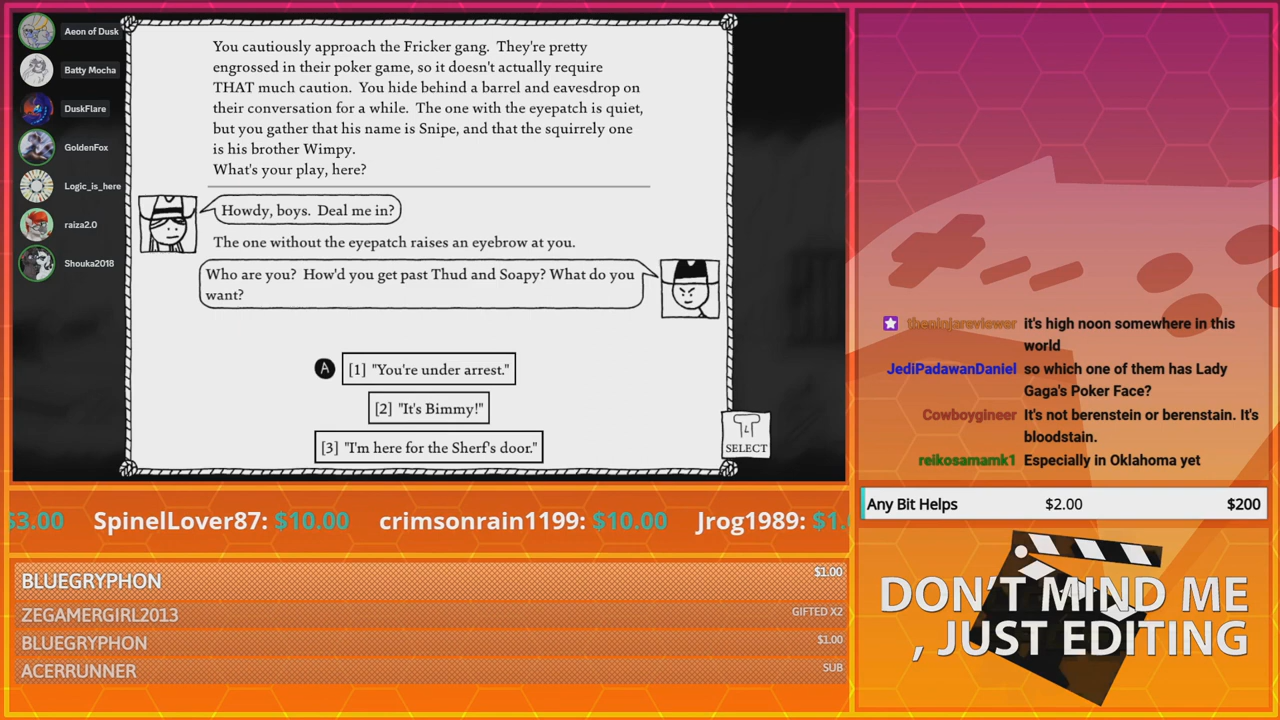 Aeon of Dusk
Batty Mocha
DuskFlare
GoldenFox
Logic_is_here
raiza2.0
Shouka2018
You cautiously approach the Fricker gang. They're pretty
engrossed in their poker game, so it doesn't actually require
THAT much caution. You hide behind a barrel and eavesdrop on
their conversation for a while. The one with the eyepatch is quiet,
but you gather that his name is Snipe, and that the squirrely one
is his brother Wimpy.
What's your play, here?
Howdy, boys. Deal me in?
The one without the eyepatch raises an eyebrow at you.
Who are you? How'd you get past Thud and Soapy? What do you
want?
A [1] "You're under arrest."
[2] "It's Bimmy!"
[3] "I'm here for the Sherf's door."
L
SELECT
theninjareviewer it's high noon somewhere in this
world
JediPadawanDaniel so which one of them has Lady
Gaga's Poker Face?
Cowboygineer It's not berenstein or berenstain. It's
bloodstain.
reikosamamk1 Especially in Oklahoma yet
Any Bit Helps $2.00 $200
$3.00 SpinelLover87: $10.00 crimsonrain1199: $10.00 Jrog1989: $1.
BLUEGRYPHON $1.00
ZEGAMERGIRL2013 GIFTED X2
BLUEGRYPHON $1.00
ACERRUNNER SUB
DON'T MIND ME
, JUST EDITING